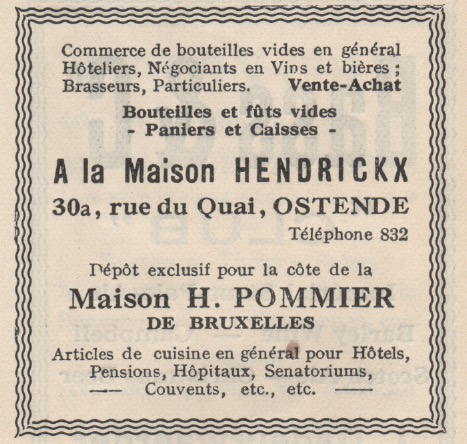 Commerce de bouteilles vides en général
Hôteliers, Négociants en Vins et bières ;
Brasseurs, Particuliers. Vente-Achat
Bouteilles et fûts vides
- Paniers et Caisses -
A la Maison HENDRICKX
30a, rue du Quai, OSTENDE
Téléphone 832
Dépôt exclusif pour la côte de la
Maison H. POMMIER
DE BRUXELLES
Articles de cuisine en général pour Hôtels,
Pensions, Hôpitaux, Senatoriums,
— Couvents, etc., etc. —